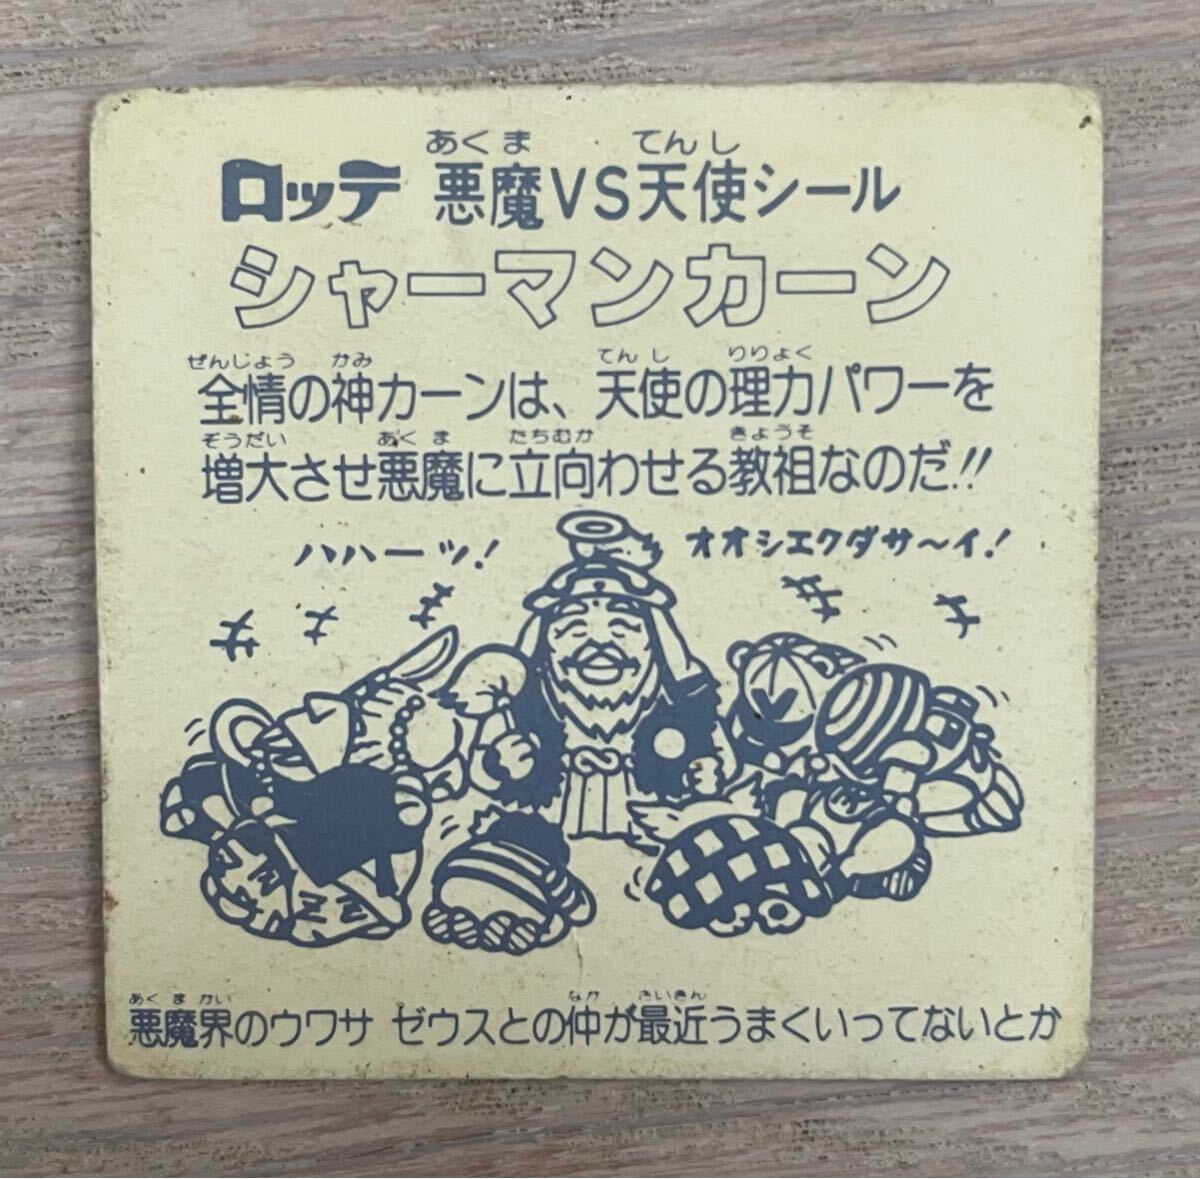 あくま てんし
ロッテ 悪魔VS天使シール
シャーマンカーン
ぜんじょう かみ てんし りりょく
全情の神カーンは、天使の理力パワーを
ぞうだい あくま たちむか きょうそ
増大させ悪魔に立向わせる教祖なのだ!!
ハハーッ! オオシエクダサ〜イ!
あくまかい なか さいきん
悪魔界のウワサ ゼウスとの仲が最近うまくいってないとか